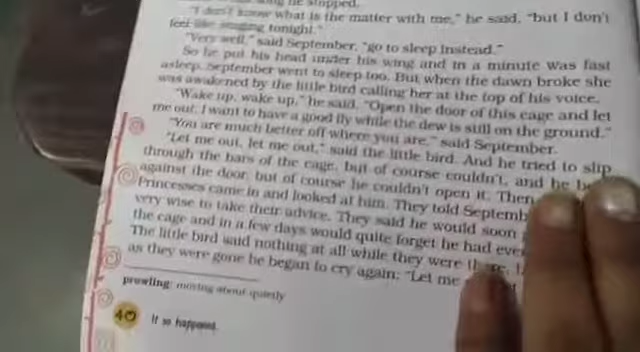 song he stopped.
"I don't know what is the matter with me," he said, "but I don't
feel like singing tonight."
"Very well," said September, "go to sleep instead."
So he put his head under his wing and in a minute was fast
asleep. September went to sleep too. But when the dawn broke she
was awakened by the little bird calling her at the top of his voice.
"Wake up, wake up," he said. "Open the door of this cage and let
me out. I want to have a good fly while the dew is still on the ground."
"You are much better off where you are," said September.
"Let me out, let me out," said the little bird. And he tried to slip
through the bars of the cage, but of course couldn't, and he
against the door but of course he couldn't open it. Then
Princesses came in and looked at him. They told Septemb
very wise to take their advice. They said he would soon
the cage and in a few days would quite forget he had eve
The little bird said nothing at all while they were there.
as they were gone he began to cry again: "Let me
prowling: moving about quietly
40 It so happened.